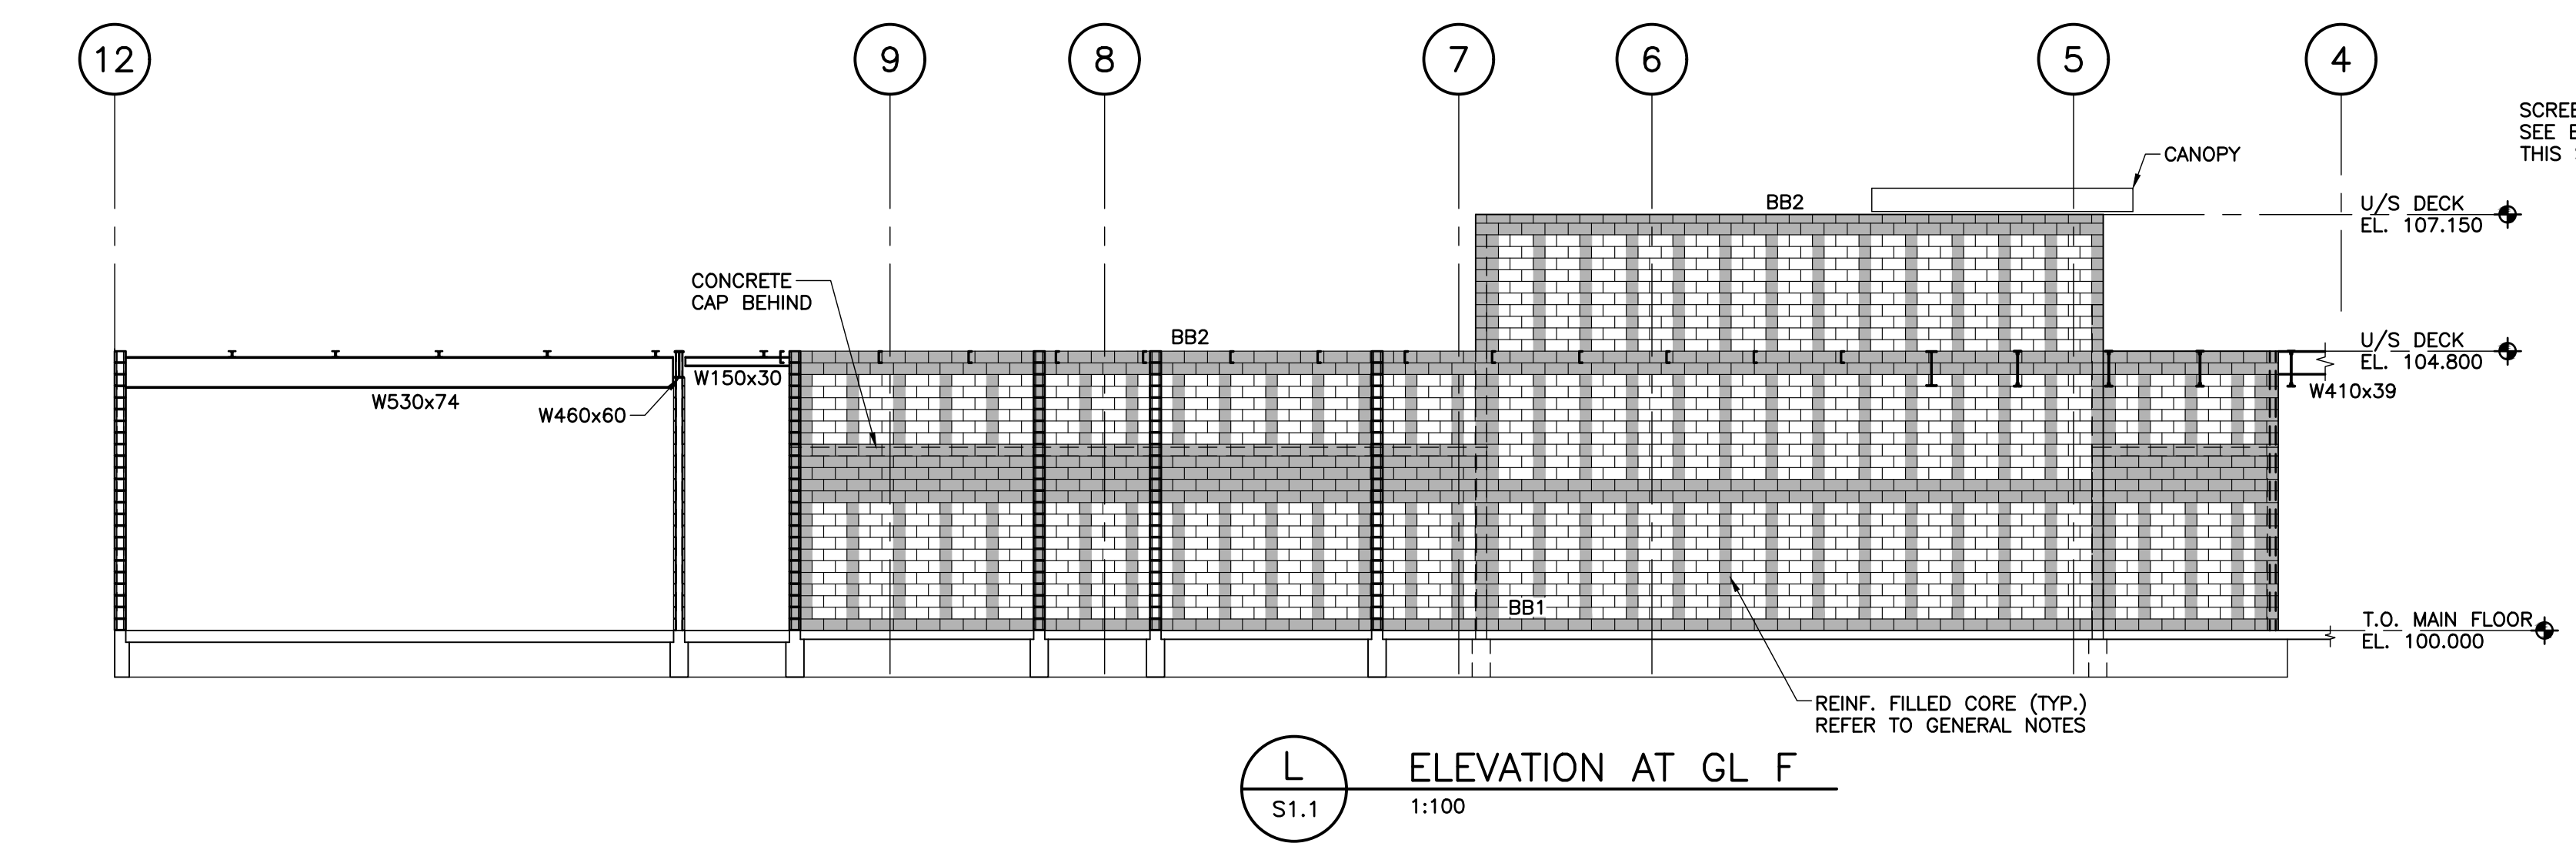 12
9
8
7
6
5
4
SEE
THIS
CANOPY
BB2
U/S DECK
EL. 107.150
CONCRETE
CAP BEHIND
BB2
U/S DECK
EL. 104.800
W150x30
W530x74
W460x60
W410x39
BB1
T.O. MAIN FLOOR
EL. 100.000
REINF. FILLED CORE (TYP.)
REFER TO GENERAL NOTES
L
ELEVATION AT GL F
S1.1
1:100